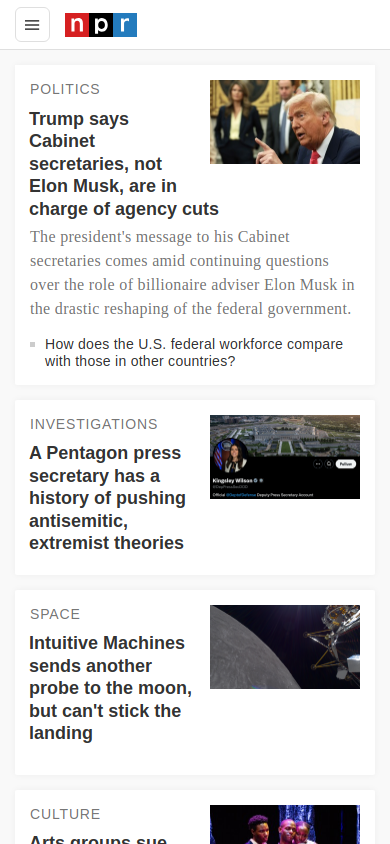 npr
POLITICS
Trump says
Cabinet
secretaries, not
Elon Musk, are in
charge of agency cuts
The president's message to his Cabinet
secretaries comes amid continuing questions
over the role of billionaire adviser Elon Musk in
the drastic reshaping of the federal government.
How does the U.S. federal workforce compare
with those in other countries?
INVESTIGATIONS
A Pentagon press
secretary has a
history of pushing
antisemitic,
extremist theories
Kingsley Wilson
Follow
Official @DeptofDefense Deputy Press Secretary Account
SPACE
Intuitive Machines
sends another
probe to the moon,
but can't stick the
landing
CULTURE
Arts groups sue